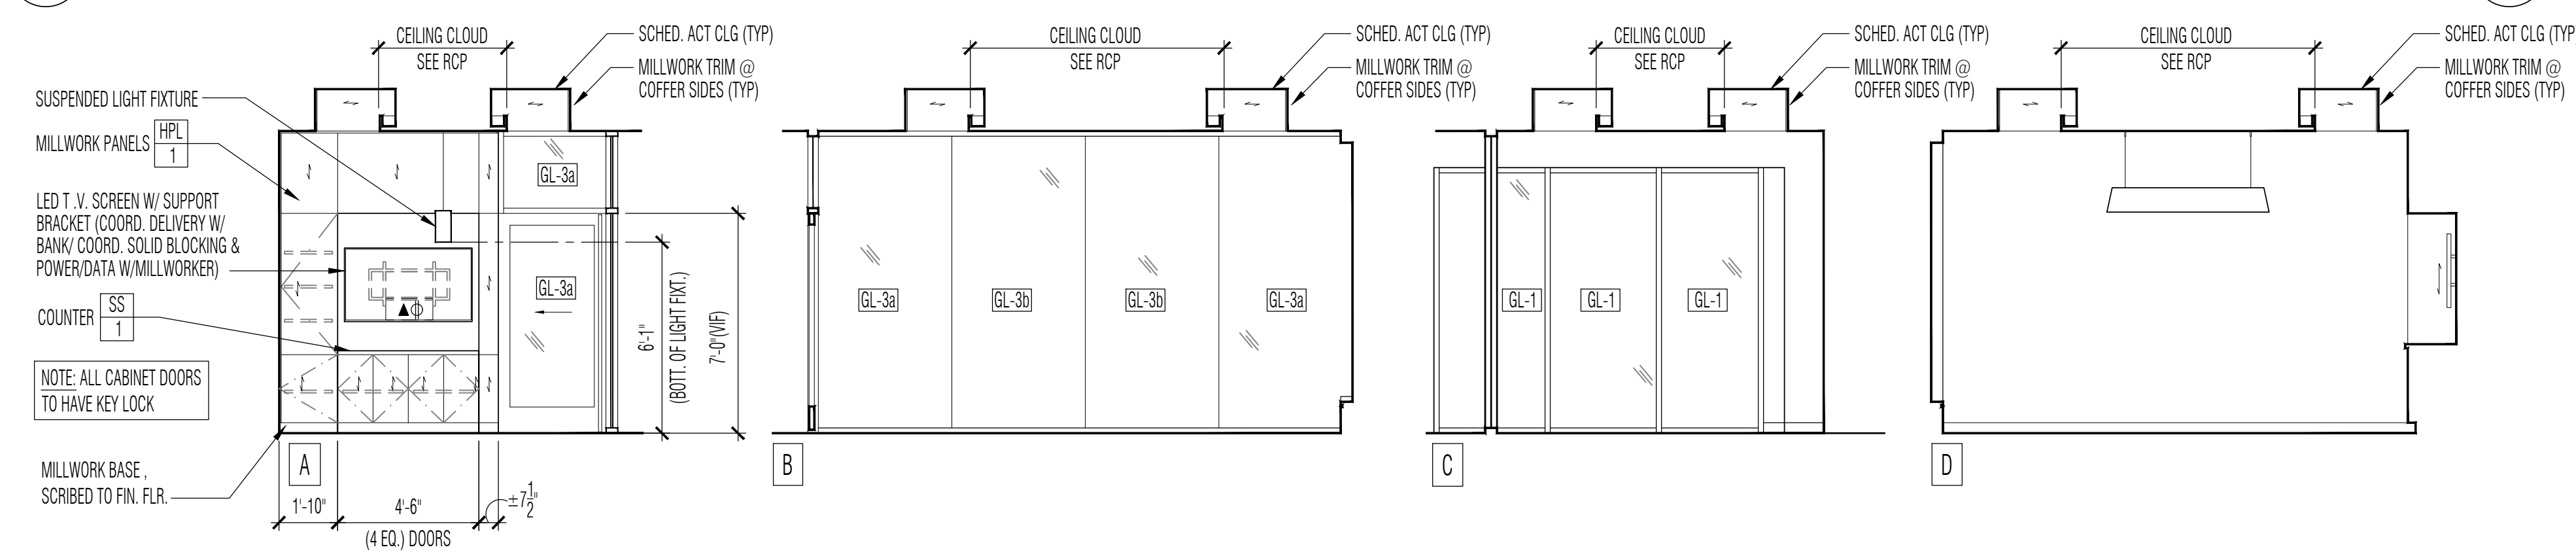 CEILING CLOUD
SEE RCP
SCHED. ACT CLG (TYP)
MILLWORK TRIM @
COFFER SIDES (TYP)
SUSPENDED LIGHT FIXTURE
MILLWORK PANELS
HPL
1
LED T .V. SCREEN W/ SUPPORT
BRACKET (COORD. DELIVERY W/
BANK/ COORD. SOLID BLOCKING &
POWER/DATA W/MILLWORKER)
COUNTER
SS
1
NOTE: ALL CABINET DOORS
TO HAVE KEY LOCK
MILLWORK BASE ,
SCRIBED TO FIN. FLR.
GL-3a
GL-3a
6'-1"
(BOTT. OF LIGHT FIXT.)
7'-0"(VIF)
A
1'-10"
4'-6"
(4 EQ.) DOORS
±7 1/2"
CEILING CLOUD
SEE RCP
SCHED. ACT CLG (TYP)
MILLWORK TRIM @
COFFER SIDES (TYP)
GL-3a
GL-3b
GL-3b
GL-3a
B
CEILING CLOUD
SEE RCP
SCHED. ACT CLG (TYP)
MILLWORK TRIM @
COFFER SIDES (TYP)
GL-1
GL-1
GL-1
C
CEILING CLOUD
SEE RCP
SCHED. ACT CLG (TYP
MILLWORK TRIM @
COFFER SIDES (TYP)
D